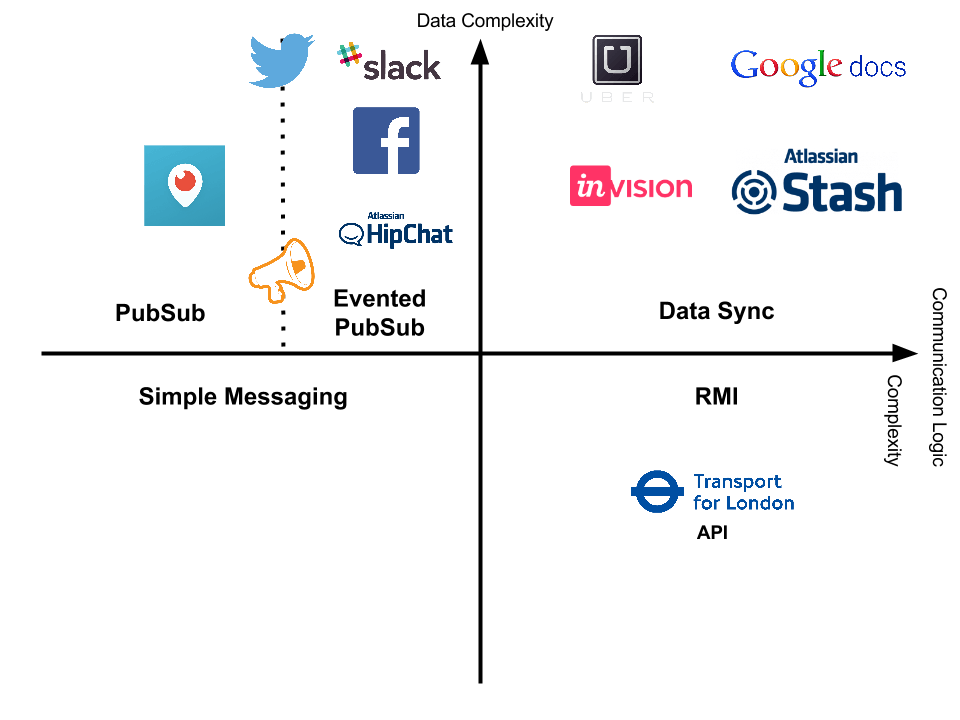 Data Complexity
slack
UBER
Google docs
f
Atlassian
Stash
inVISION
Atlassian
HipChat
PubSub
Evented
PubSub
Data Sync
Communication Logic
Complexity
Simple Messaging
RMI
Transport
for London
API